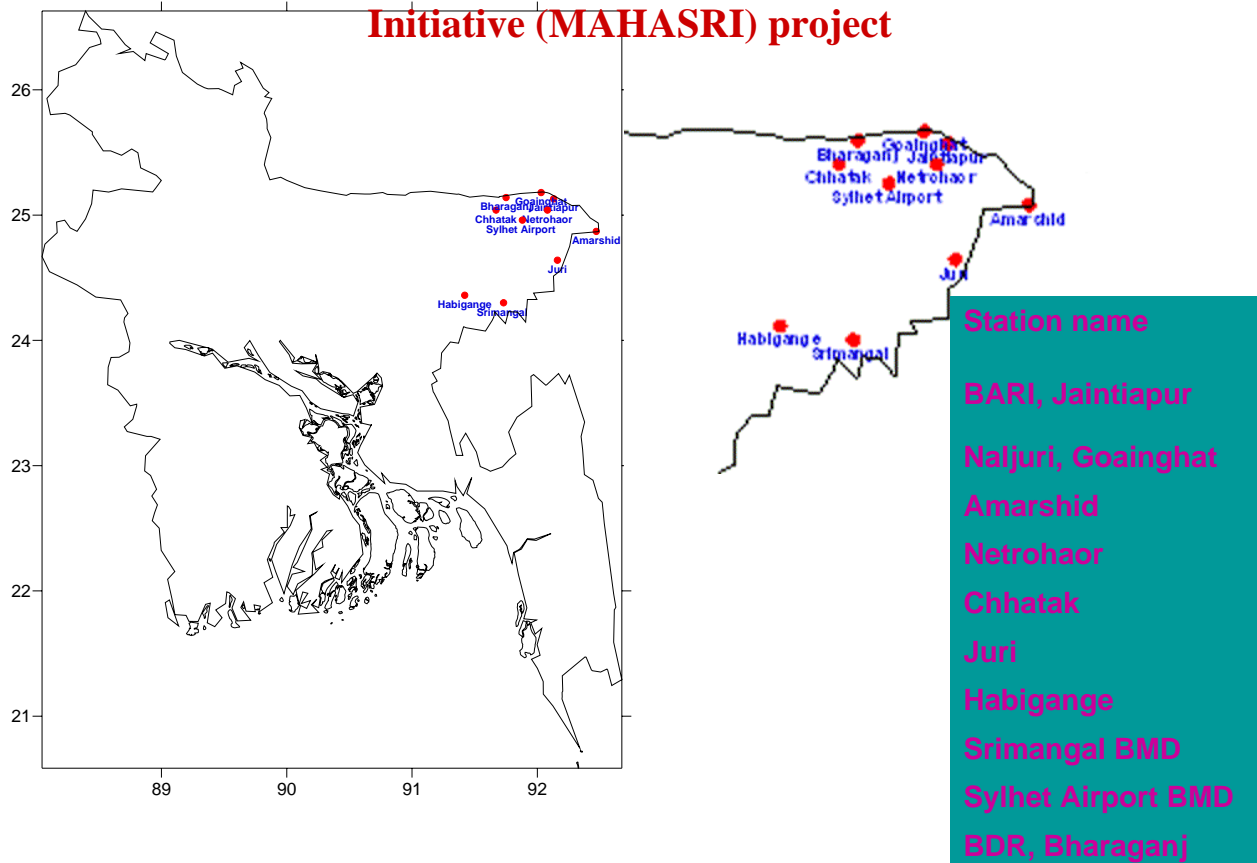 Initiative (MAHASRI) project
26
25
24
23
22
21
89
90
91
92
Goainghat
Bharaganj
Jaintiapur
Chhatak
Netrohaor
Sylhet Airport
Amarshid
Juri
Habigange
Srimangal
Goainghat
Bharaganj
Jaintiapur
Chhatak
Netrohaor
Sylhet Airport
Amarshid
Juri
Habigange
Srimangal
Station name
BARI, Jaintiapur
Naljuri, Goainghat
Amarshid
Netrohaor
Chhatak
Juri
Habigange
Srimangal BMD
Sylhet Airport BMD
BDR, Bharaganj